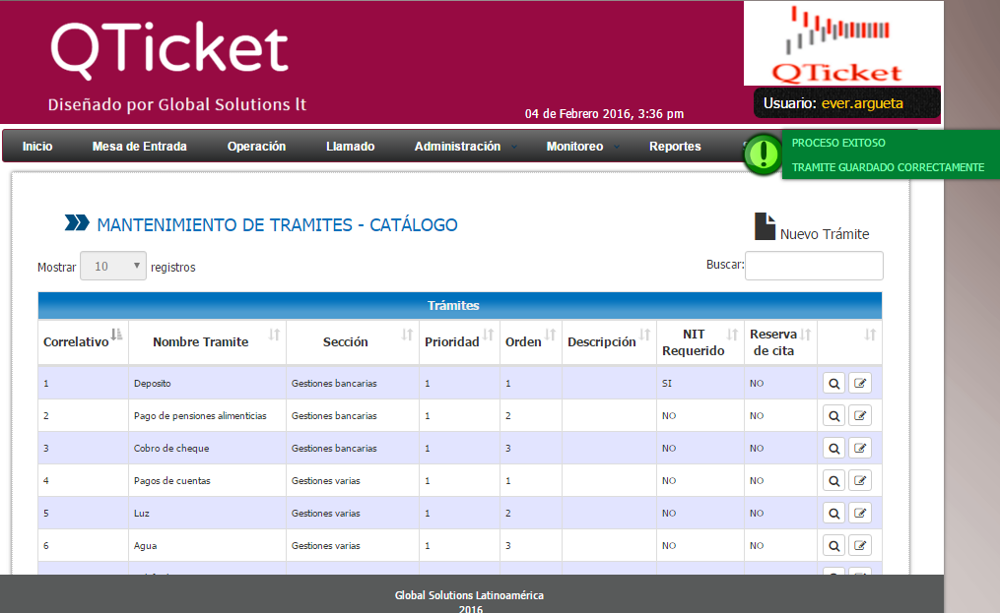 QTicket
Diseñado por Global Solutions lt
QTicket
Usuario: ever.argueta
04 de Febrero 2016, 3:36 pm
Inicio Mesa de Entrada Operación Llamado Administración Monitoreo Reportes
PROCESO EXITOSO
TRAMITE GUARDADO CORRECTAMENTE
MANTENIMIENTO DE TRAMITES - CATÁLOGO
Nuevo Trámite
Mostrar 10 registros
Buscar:
Trámites
Correlativo Nombre Tramite Sección Prioridad Orden Descripción NIT Requerido Reserva de cita
1 Deposito Gestiones bancarias 1 1 SI NO
2 Pago de pensiones alimenticias Gestiones bancarias 1 2 NO NO
3 Cobro de cheque Gestiones bancarias 1 3 NO NO
4 Pagos de cuentas Gestiones varias 1 1 NO NO
5 Luz Gestiones varias 1 2 NO NO
6 Agua Gestiones varias 1 3 NO NO
Global Solutions Latinoamérica
2016